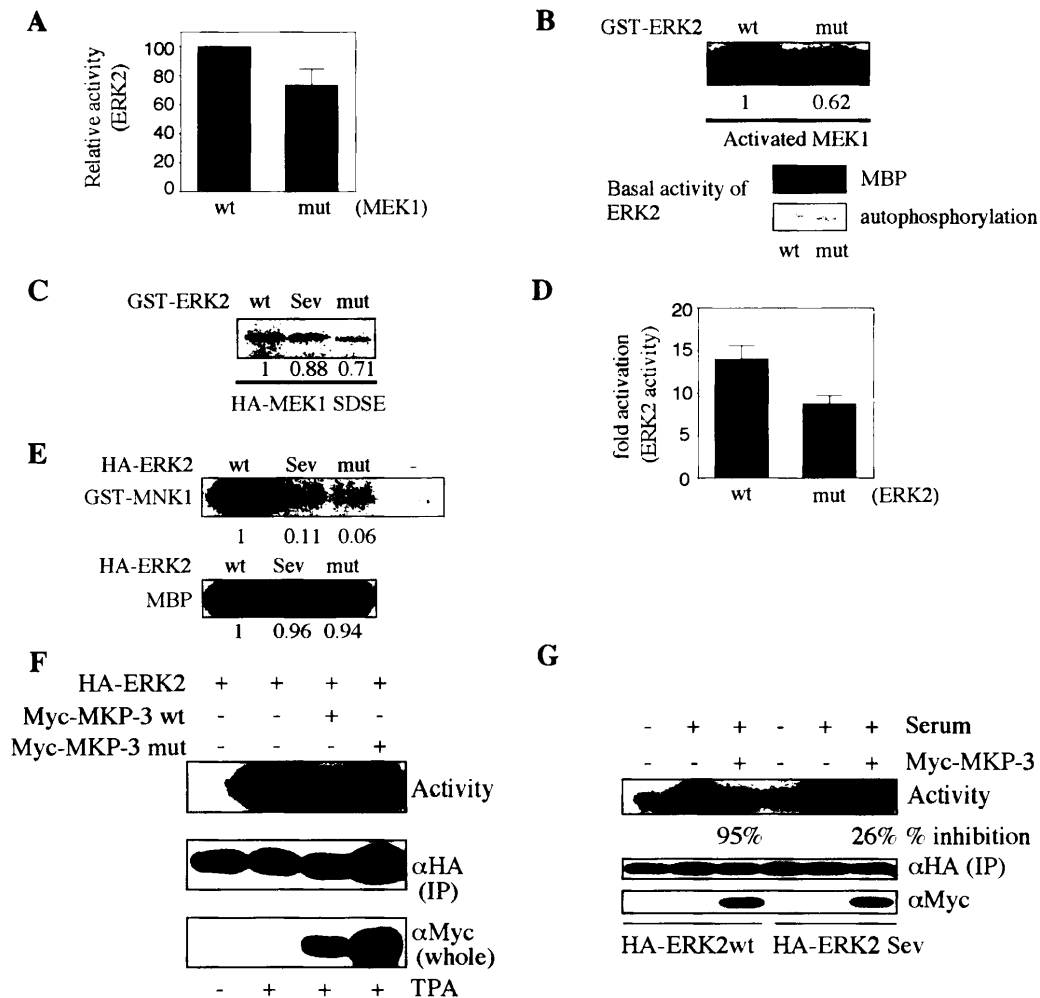 A
Relative activity
(ERK2)
100
80
60
40
20
0
wt mut (MEK1)
B
GST-ERK2 wt mut
1 0.62
Activated MEK1
Basal activity of
ERK2
MBP
autophosphorylation
wt mut
C
GST-ERK2 wt Sev mut
1 0.88 0.71
HA-MEK1 SDSE
D
fold activation
(ERK2 activity)
20
15
10
5
0
wt mut (ERK2)
E
HA-ERK2 wt Sev mut -
GST-MNK1
1 0.11 0.06
HA-ERK2 wt Sev mut
MBP
1 0.96 0.94
F
HA-ERK2 + + + +
Myc-MKP-3 wt - - + -
Myc-MKP-3 mut - - - +
Activity
αHA
(IP)
αMyc
(whole)
- + + + TPA
G
- + + - + + Serum
- - + - - + Myc-MKP-3
Activity
95% 26% % inhibition
αHA (IP)
αMyc
HA-ERK2wt HA-ERK2 Sev